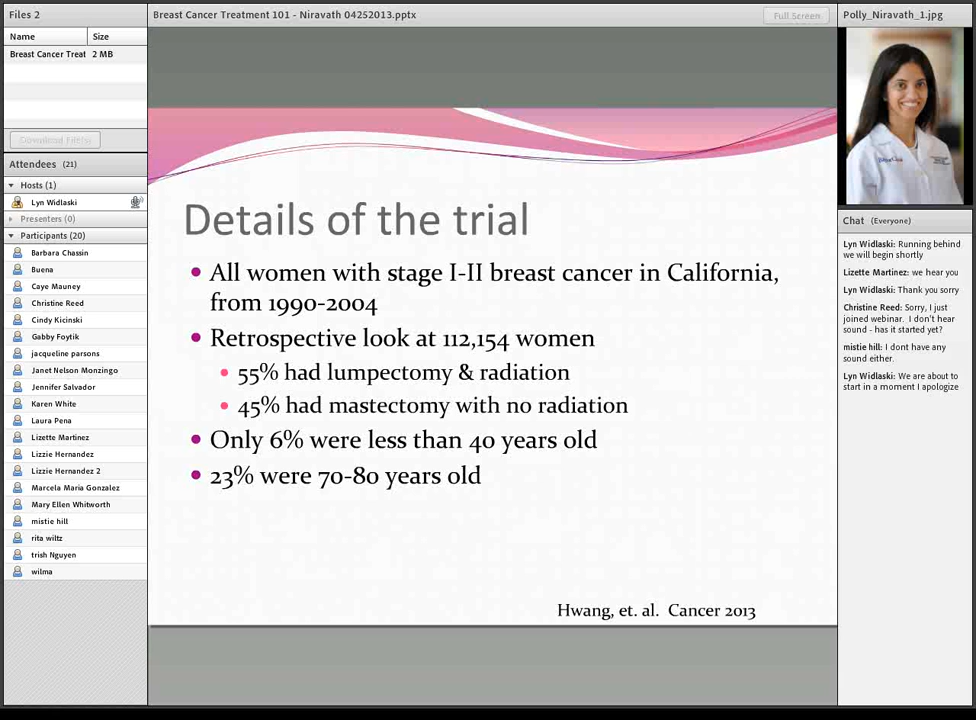 Files 2
Name Size
Breast Cancer Treat 2 MB
Download File(s)
Attendees (21)
Hosts (1)
Lyn Widlaski
Presenters (0)
Participants (20)
Barbara Chassin
Buena
Caye Mauney
Christine Reed
Cindy Kicinski
Gabby Foytik
jacqueline parsons
Janet Nelson Monzingo
Jennifer Salvador
Karen White
Laura Pena
Lizette Martinez
Lizzie Hernandez
Lizzie Hernandez 2
Marcela Maria Gonzalez
Mary Ellen Whitworth
mistie hill
rita wiltz
trish Nguyen
wilma
Breast Cancer Treatment 101 - Niravath 04252013.pptx
Full Screen
Details of the trial
• All women with stage I-II breast cancer in California,
from 1990-2004
• Retrospective look at 112,154 women
• 55% had lumpectomy & radiation
• 45% had mastectomy with no radiation
• Only 6% were less than 40 years old
• 23% were 70-80 years old
Hwang, et. al. Cancer 2013
Polly_Niravath_1.jpg
Chat (Everyone)
Lyn Widlaski: Running behind
we will begin shortly
Lizette Martinez: we hear you
Lyn Widlaski: Thank you sorry
Christine Reed: Sorry, I just
joined webinar. I don't hear
sound - has it started yet?
mistie hill: I dont have any
sound either.
Lyn Widlaski: We are about to
start in a moment I apologize